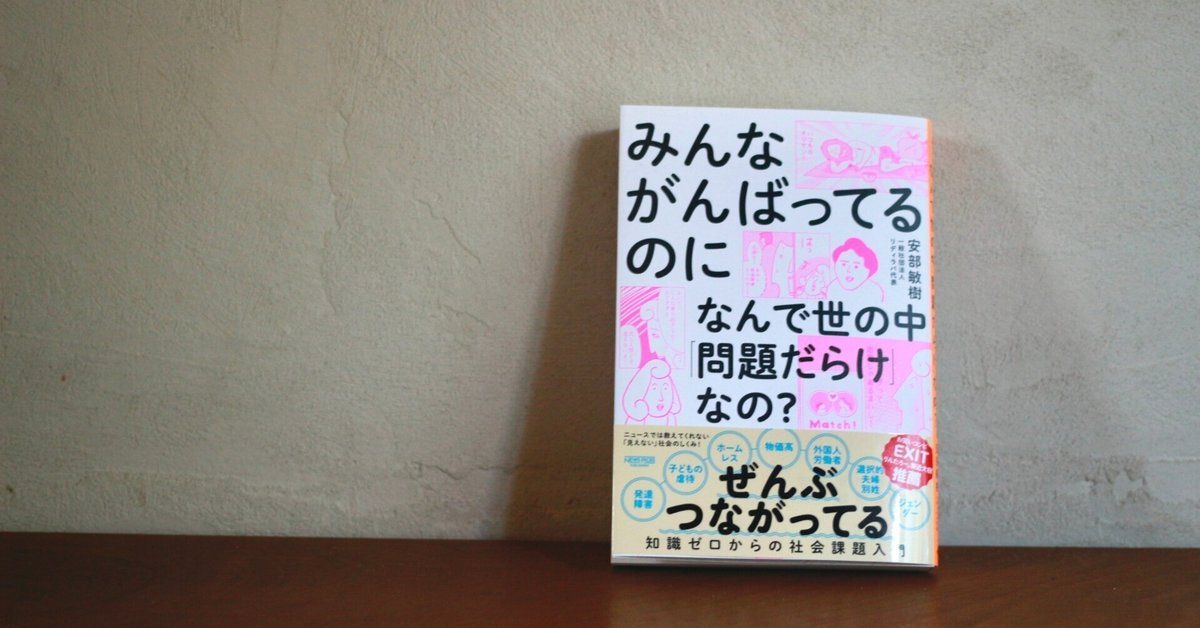 みんな
がんばってる
のに
安部敏樹
一般社団法人
リディラバ代表
なんで世の中
「問題だらけ」
なの?
Match!
ニュースでは教えてくれない
「見えない」社会のしくみ!
発達
障害
子どもの
虐待
ホーム
レス
物価高
外国人
労働者
選択的
夫婦
別姓
ジェン
ダー
お笑いコンビ
EXIT
推薦
ぜんぶ
つながってる
知識ゼロからの社会課題入門